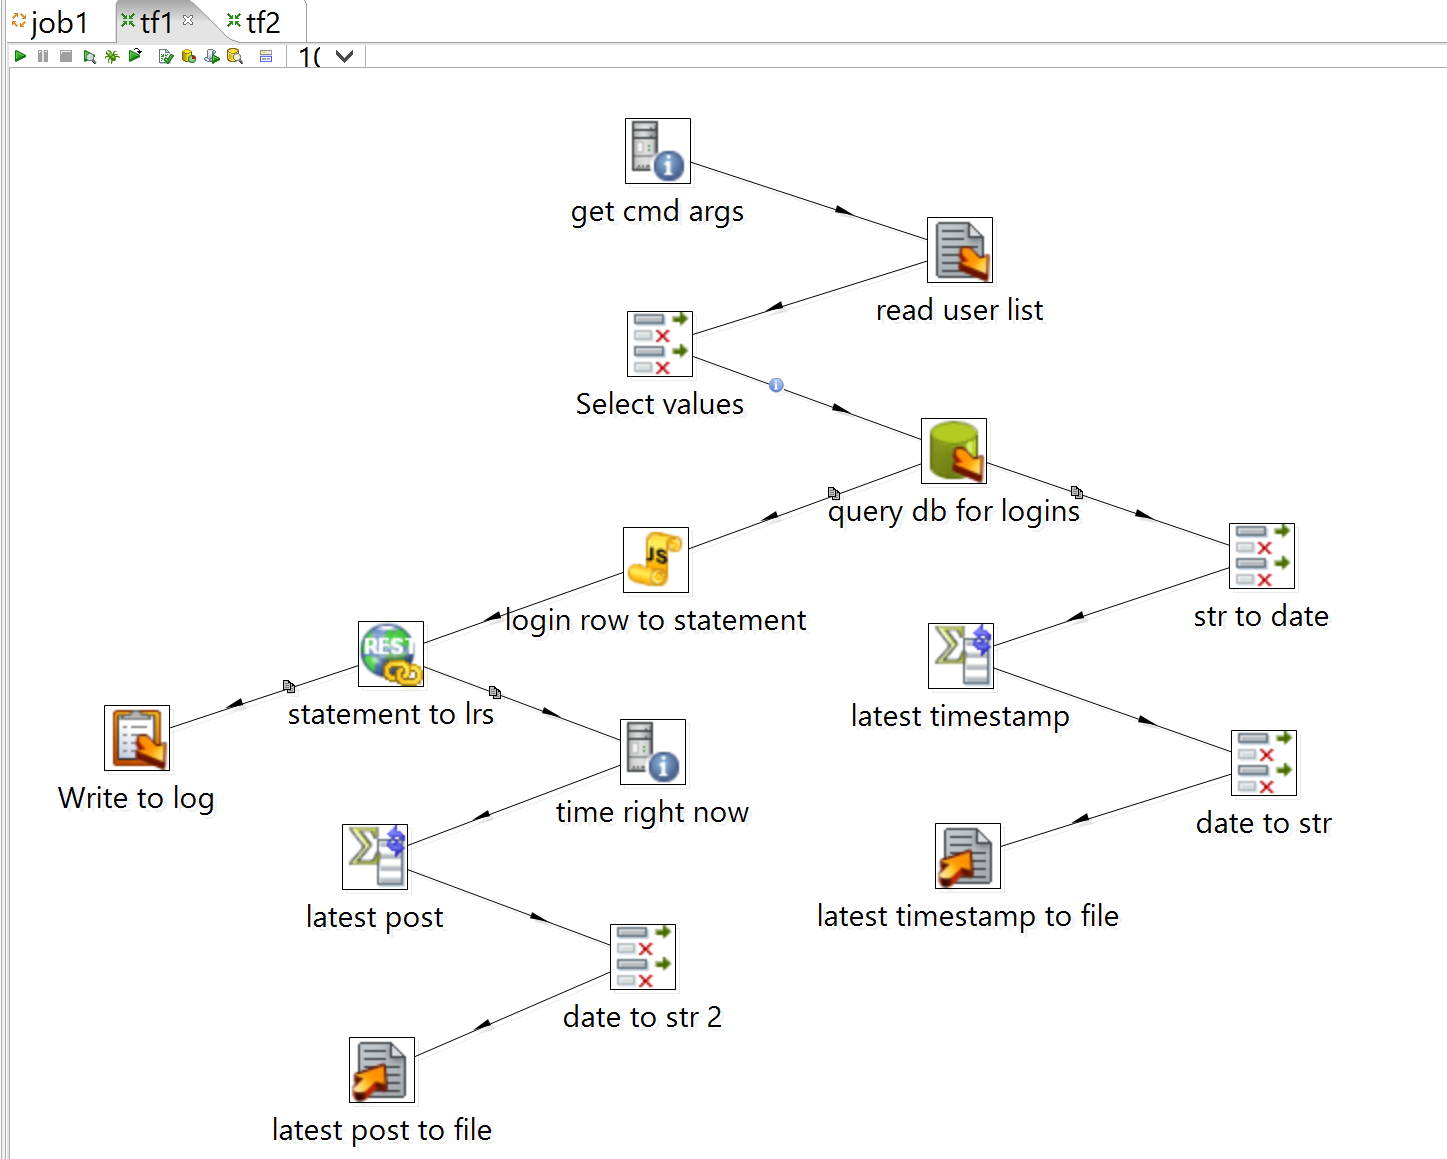 job1
tf1
tf2
get cmd args
read user list
Select values
query db for logins
JS
login row to statement
str to date
REST
statement to lrs
latest timestamp
Write to log
time right now
date to str
latest post
latest timestamp to file
date to str 2
latest post to file